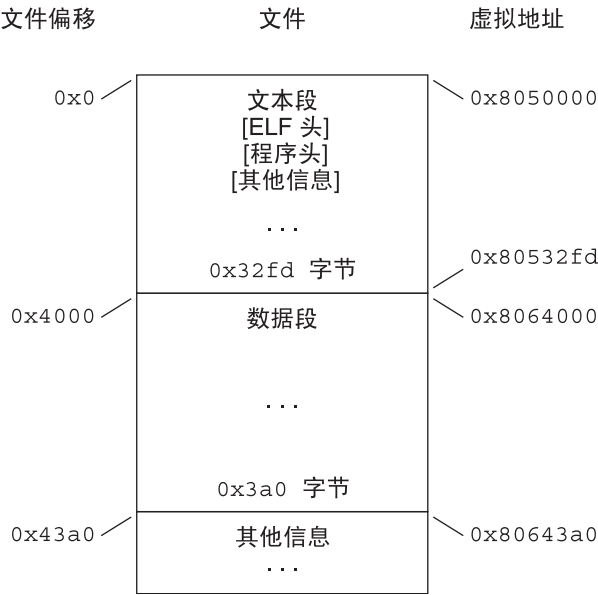 文件偏移 文件 虚拟地址
0x0 文本段 0x8050000
[ELF 头]
[程序头]
[其他信息]
...
0x80532fd
0x32fd 字节
0x4000 数据段 0x8064000
...
0x3a0 字节
0x43a0 其他信息 0x80643a0
...